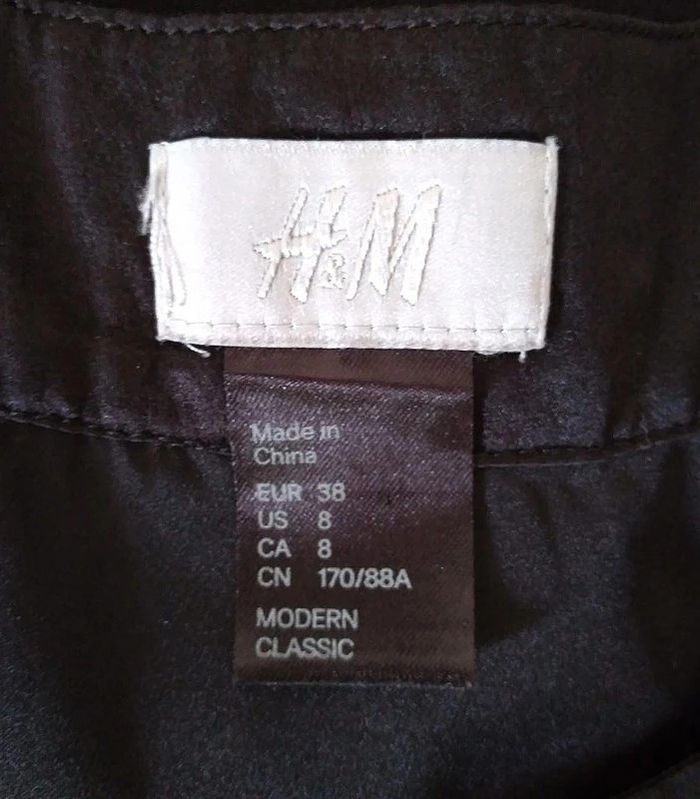 H&M
Made in
China
EUR 38
US 8
CA 8
CN 170/88A
MODERN
CLASSIC